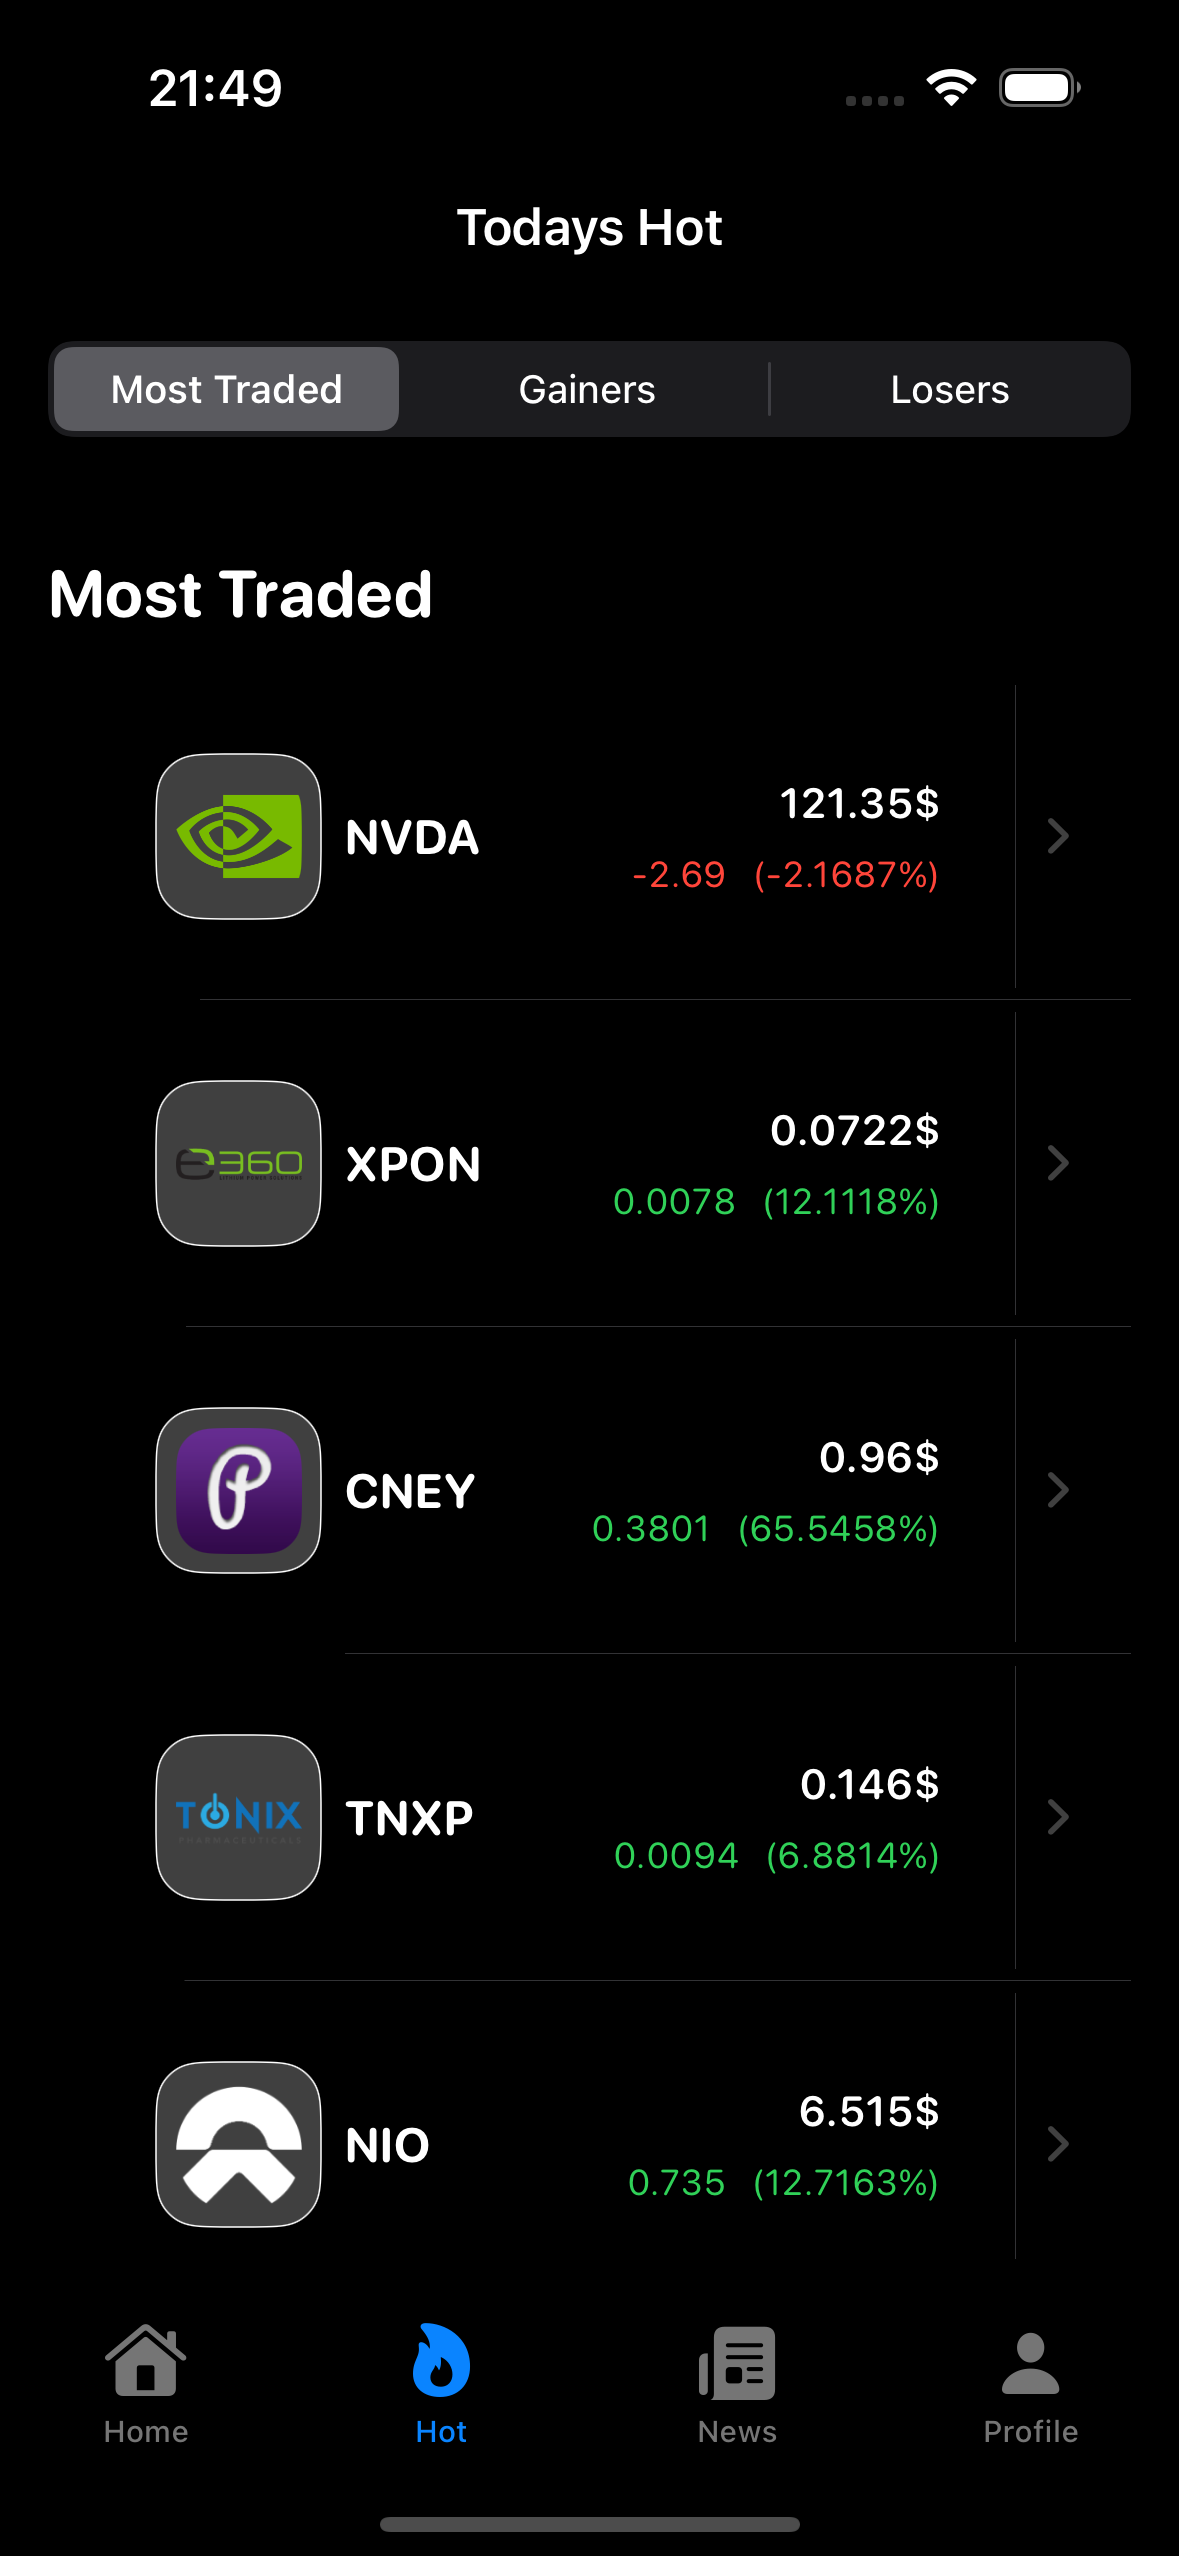 21:49
Todays Hot
Most Traded
Gainers
Losers
Most Traded
NVDA
121.35$
-2.69 (-2.1687%)
e360
XPON
0.0722$
0.0078 (12.1118%)
P
CNEY
0.96$
0.3801 (65.5458%)
TONIX
PHARMACEUTICALS
TNXP
0.146$
0.0094 (6.8814%)
NIO
6.515$
0.735 (12.7163%)
Home
Hot
News
Profile